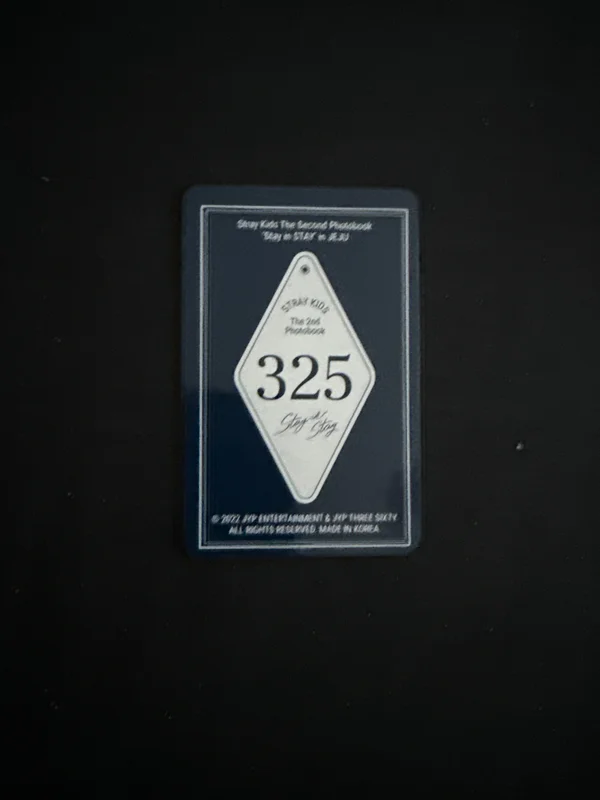 Stray Kids The Second Photobook
'Stay in STAY' in JEJU
STRAY KIDS
The 2nd
Photobook
325
Stay in Stay
© 2022 JYP ENTERTAINMENT & JYP THREE SIXTY
ALL RIGHTS RESERVED. MADE IN KOREA